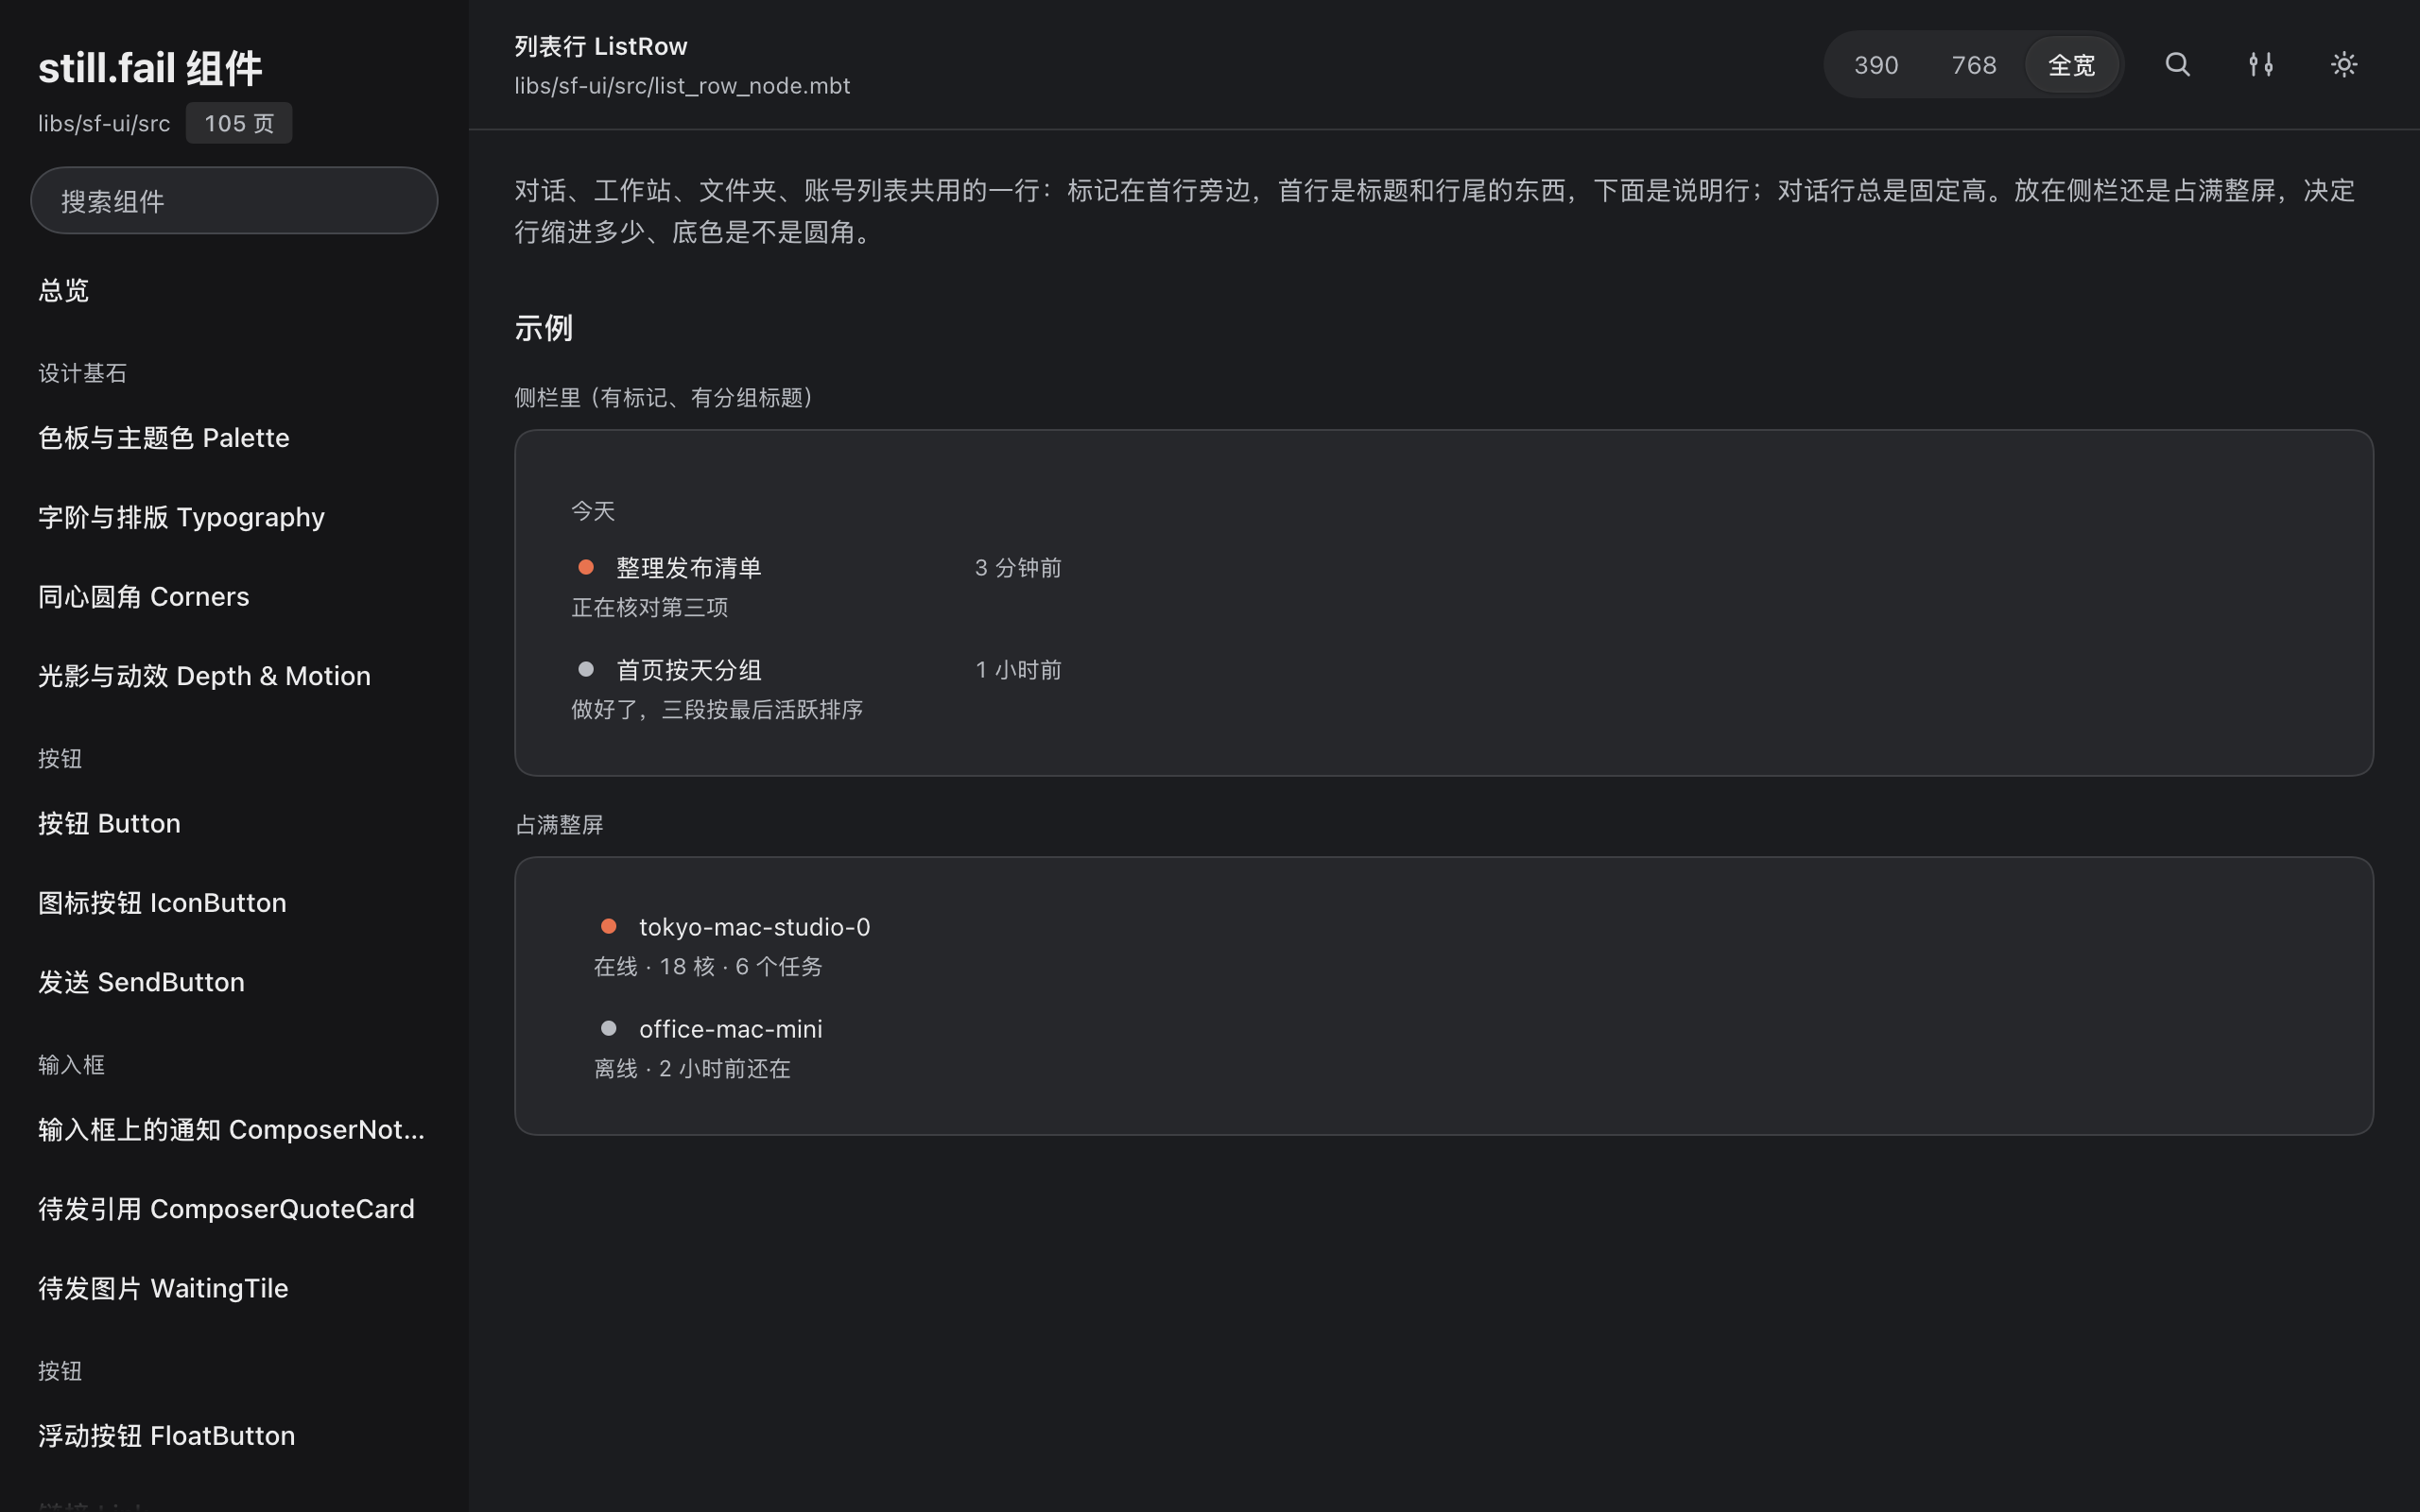 still.fail 组件
libs/sf-ui/src 105 页
搜索组件
总览
设计基石
色板与主题色 Palette
字阶与排版 Typography
同心圆角 Corners
光影与动效 Depth & Motion
按钮
按钮 Button
图标按钮 IconButton
发送 SendButton
输入框
输入框上的通知 ComposerNot...
待发引用 ComposerQuoteCard
待发图片 WaitingTile
按钮
浮动按钮 FloatButton
列表行 ListRow
libs/sf-ui/src/list_row_node.mbt
390 768 全宽
对话、工作站、文件夹、账号列表共用的一行：标记在首行旁边，首行是标题和行尾的东西，下面是说明行；对话行总是固定高。放在侧栏还是占满整屏，决定
行缩进多少、底色是不是圆角。
示例
侧栏里（有标记、有分组标题）
今天
整理发布清单 3 分钟前
正在核对第三项
首页按天分组 1 小时前
做好了，三段按最后活跃排序
占满整屏
tokyo-mac-studio-0
在线 · 18 核 · 6 个任务
office-mac-mini
离线 · 2 小时前还在